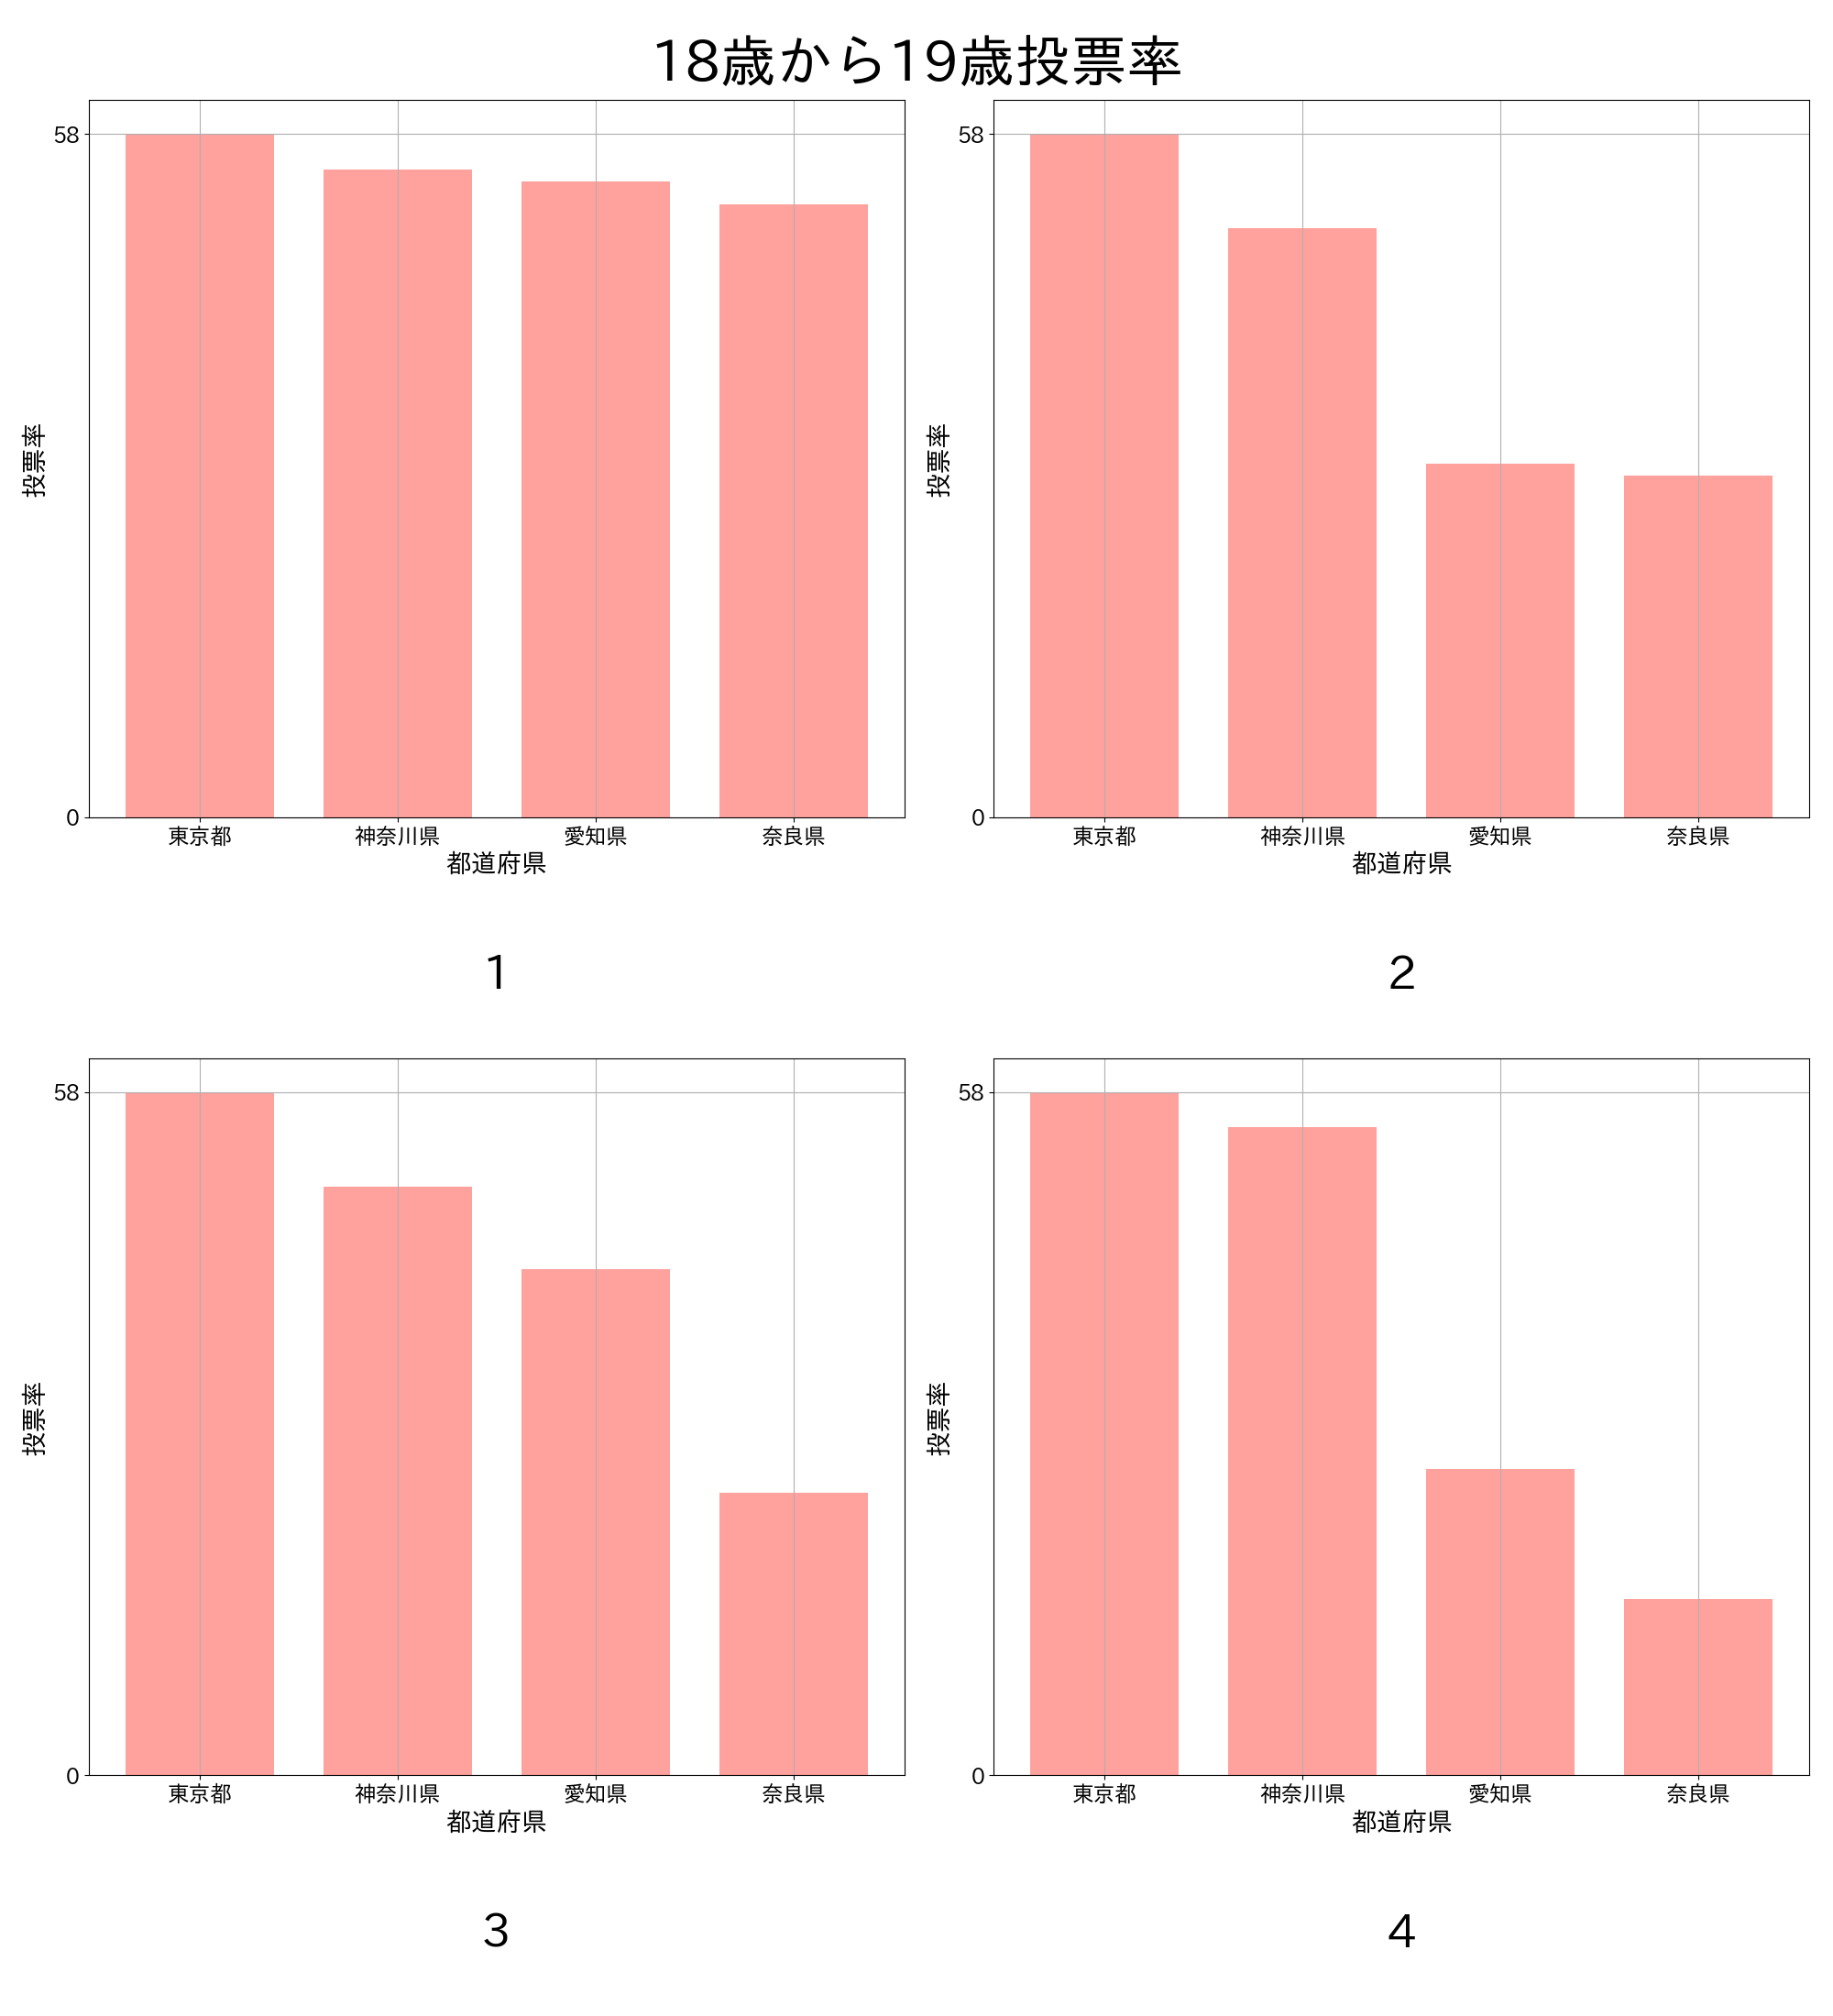 18歳から19歳投票率
58
0
投票率
東京都 神奈川県 愛知県 奈良県
都道府県
1
58
0
投票率
東京都 神奈川県 愛知県 奈良県
都道府県
2
58
0
投票率
東京都 神奈川県 愛知県 奈良県
都道府県
3
58
0
投票率
東京都 神奈川県 愛知県 奈良県
都道府県
4